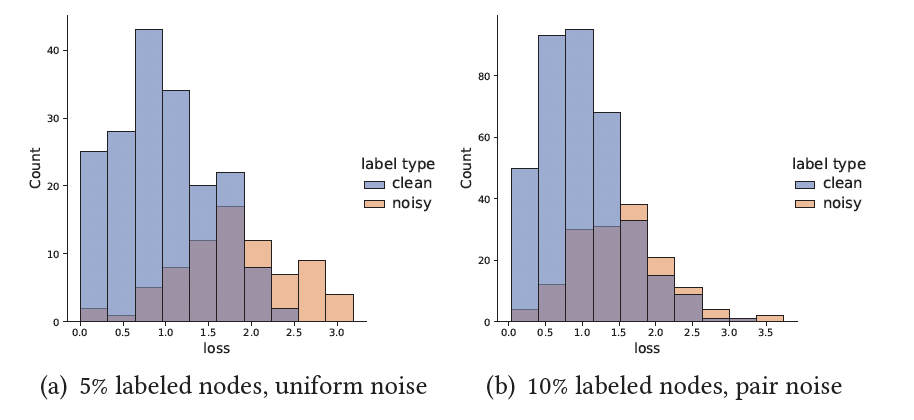 40
30
20
10
0
Count
0.0 0.5 1.0 1.5 2.0 2.5 3.0
loss
label type
clean
noisy
(a) 5% labeled nodes, uniform noise
80
60
40
20
0
Count
0.0 0.5 1.0 1.5 2.0 2.5 3.0 3.5
loss
label type
clean
noisy
(b) 10% labeled nodes, pair noise